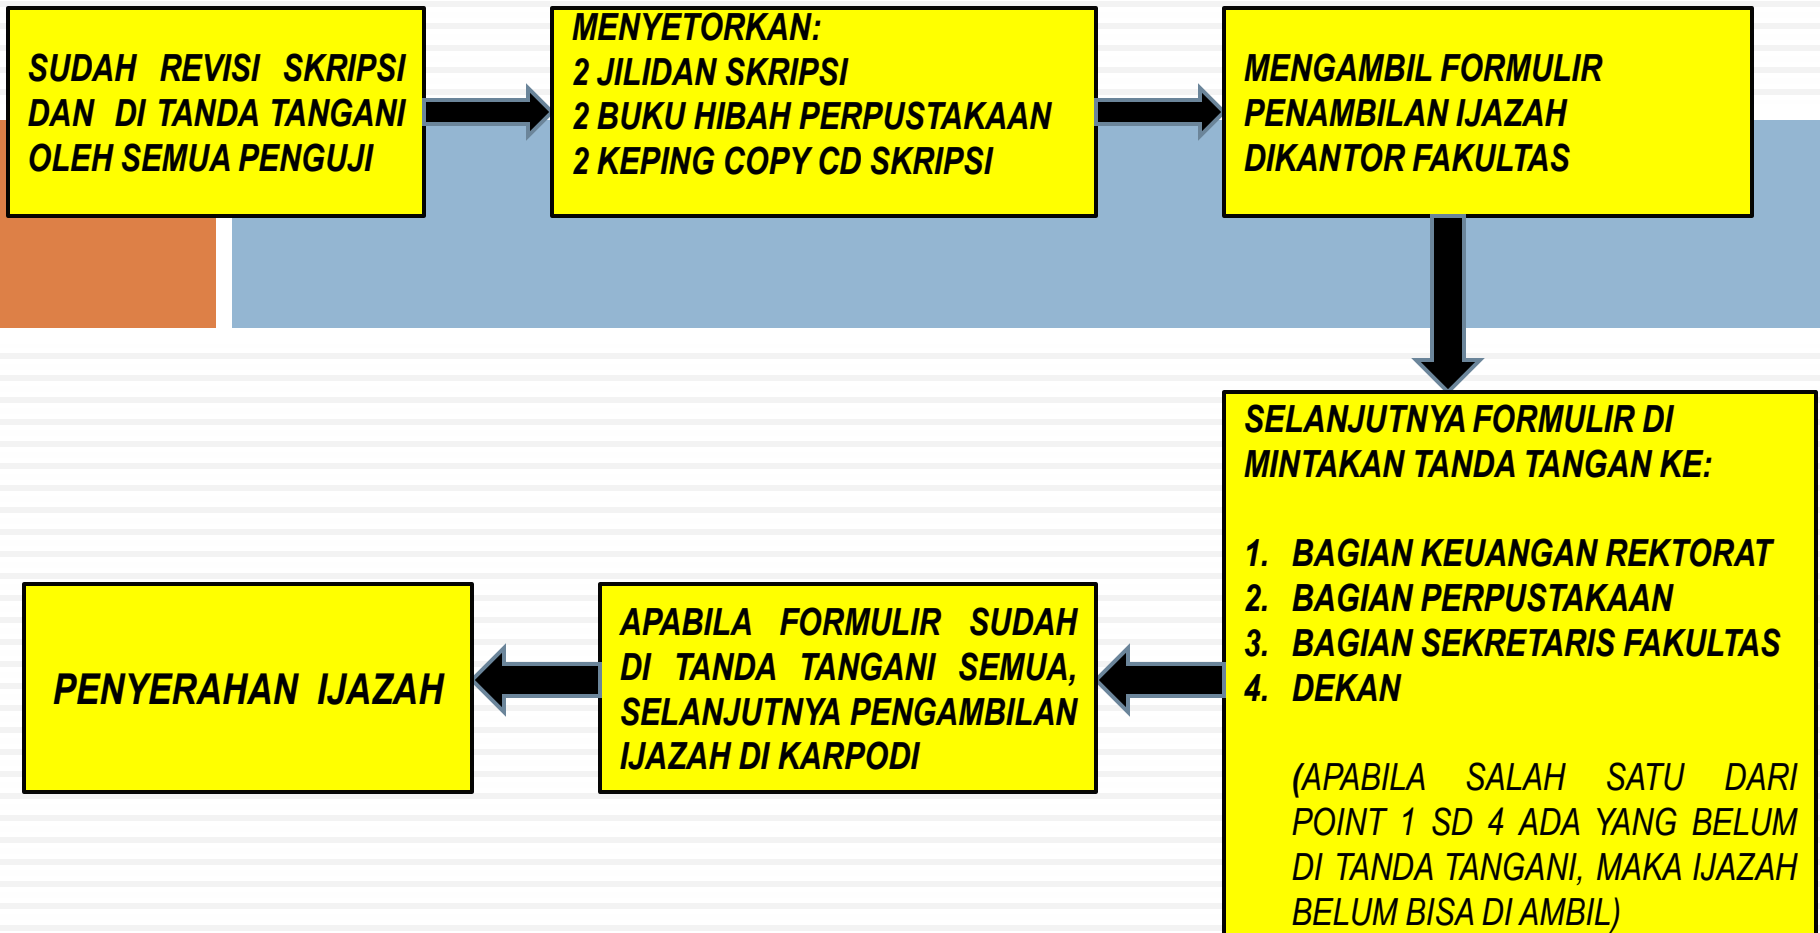 SUDAH REVISI SKRIPSI
DAN DI TANDA TANGANI
OLEH SEMUA PENGUJI
MENYETORKAN:
2 JILIDAN SKRIPSI
2 BUKU HIBAH PERPUSTAKAAN
2 KEPING COPY CD SKRIPSI
MENGAMBIL FORMULIR
PENAMBILAN IJAZAH
DIKANTOR FAKULTAS
SELANJUTNYA FORMULIR DI
MINTAKAN TANDA TANGAN KE:
1. BAGIAN KEUANGAN REKTORAT
2. BAGIAN PERPUSTAKAAN
3. BAGIAN SEKRETARIS FAKULTAS
4. DEKAN
(APABILA SALAH SATU DARI
POINT 1 SD 4 ADA YANG BELUM
DI TANDA TANGANI, MAKA IJAZAH
BELUM BISA DI AMBIL)
APABILA FORMULIR SUDAH
DI TANDA TANGANI SEMUA,
SELANJUTNYA PENGAMBILAN
IJAZAH DI KARPODI
PENYERAHAN IJAZAH